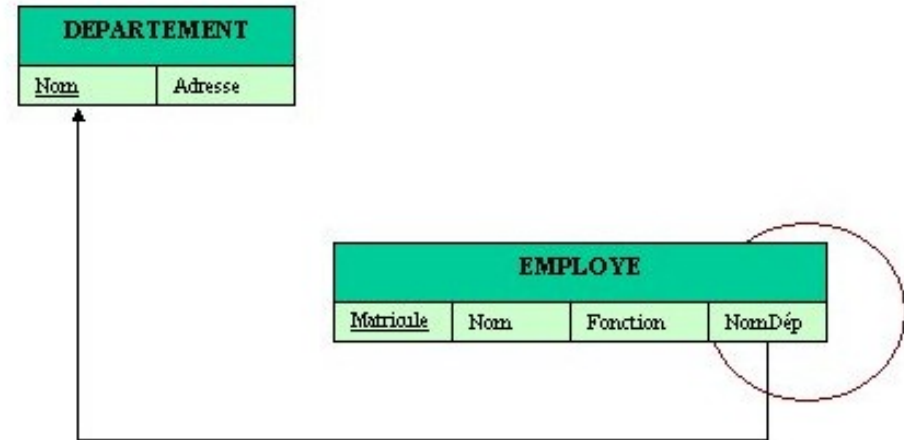 DEPARTEMENT
Nom Adresse
EMPLOYE
Matricule Nom Fonction NomDép